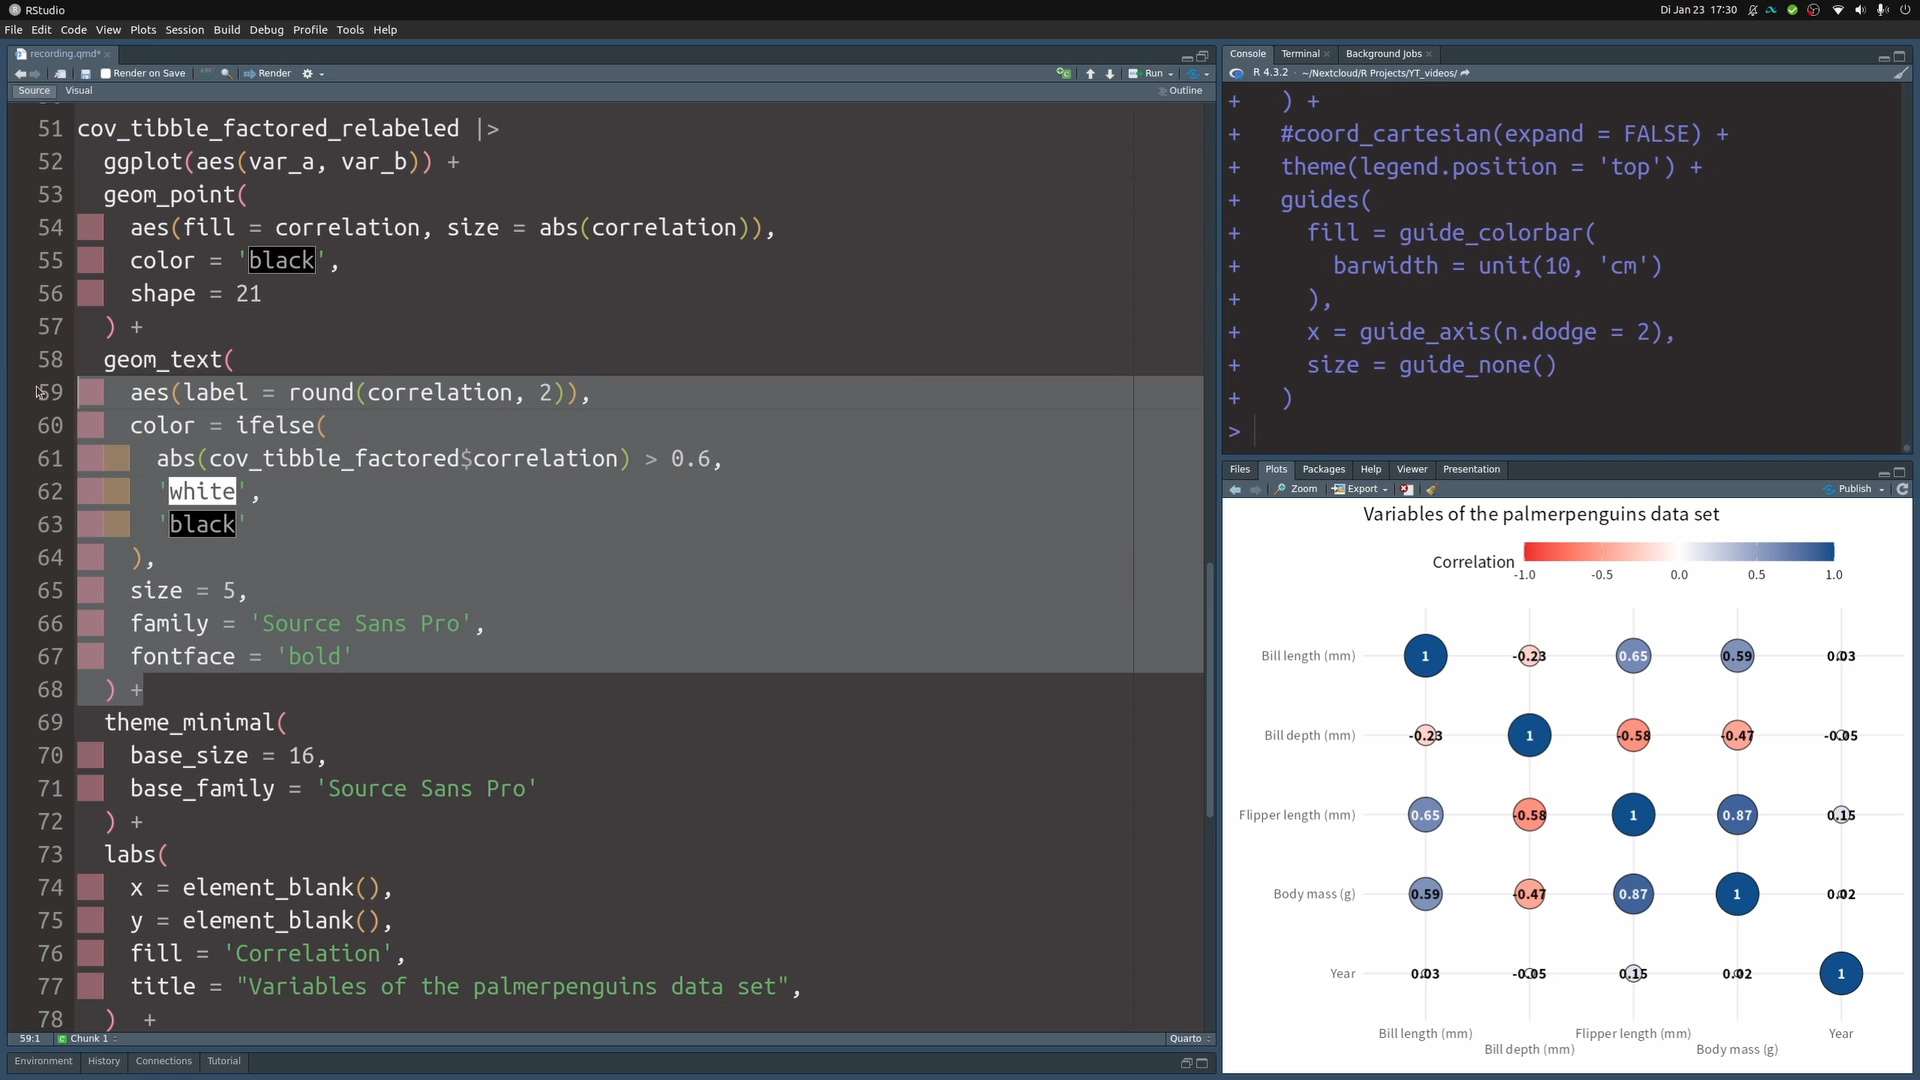 RStudio
Di Jan 23 17:30
File Edit Code View Plots Session Build Debug Profile Tools Help
recording.qmd*
Render on Save
Render
Run
Source Visual
Outline
51 cov_tibble_factored_relabeled |>
52 ggplot(aes(var_a, var_b)) +
53 geom_point(
54 aes(fill = correlation, size = abs(correlation)),
55 color = 'black',
56 shape = 21
57 ) +
58 geom_text(
59 aes(label = round(correlation, 2)),
60 color = ifelse(
61 abs(cov_tibble_factored$correlation) > 0.6,
62 'white',
63 'black'
64 ),
65 size = 5,
66 family = 'Source Sans Pro',
67 fontface = 'bold'
68 ) +
69 theme_minimal(
70 base_size = 16,
71 base_family = 'Source Sans Pro'
72 ) +
73 labs(
74 x = element_blank(),
75 y = element_blank(),
76 fill = 'Correlation',
77 title = "Variables of the palmerpenguins data set",
78 ) +
59:1 Chunk 1
Quarto
Environment History Connections Tutorial
Console Terminal Background Jobs
R 4.3.2 · ~/Nextcloud/R Projects/YT_videos/
+ ) +
+ #coord_cartesian(expand = FALSE) +
+ theme(legend.position = 'top') +
+ guides(
+ fill = guide_colorbar(
+ barwidth = unit(10, 'cm')
+ ),
+ x = guide_axis(n.dodge = 2),
+ size = guide_none()
+ )
>
Files Plots Packages Help Viewer Presentation
Zoom Export Publish
Variables of the palmerpenguins data set
Correlation
-1.0 -0.5 0.0 0.5 1.0
Bill length (mm) 1 -0.23 0.65 0.59 0.03
Bill depth (mm) -0.23 1 -0.58 -0.47 -0.05
Flipper length (mm) 0.65 -0.58 1 0.87 0.15
Body mass (g) 0.59 -0.47 0.87 1 0.02
Year 0.03 -0.05 0.15 0.02 1
Bill length (mm) Flipper length (mm) Year
Bill depth (mm) Body mass (g)